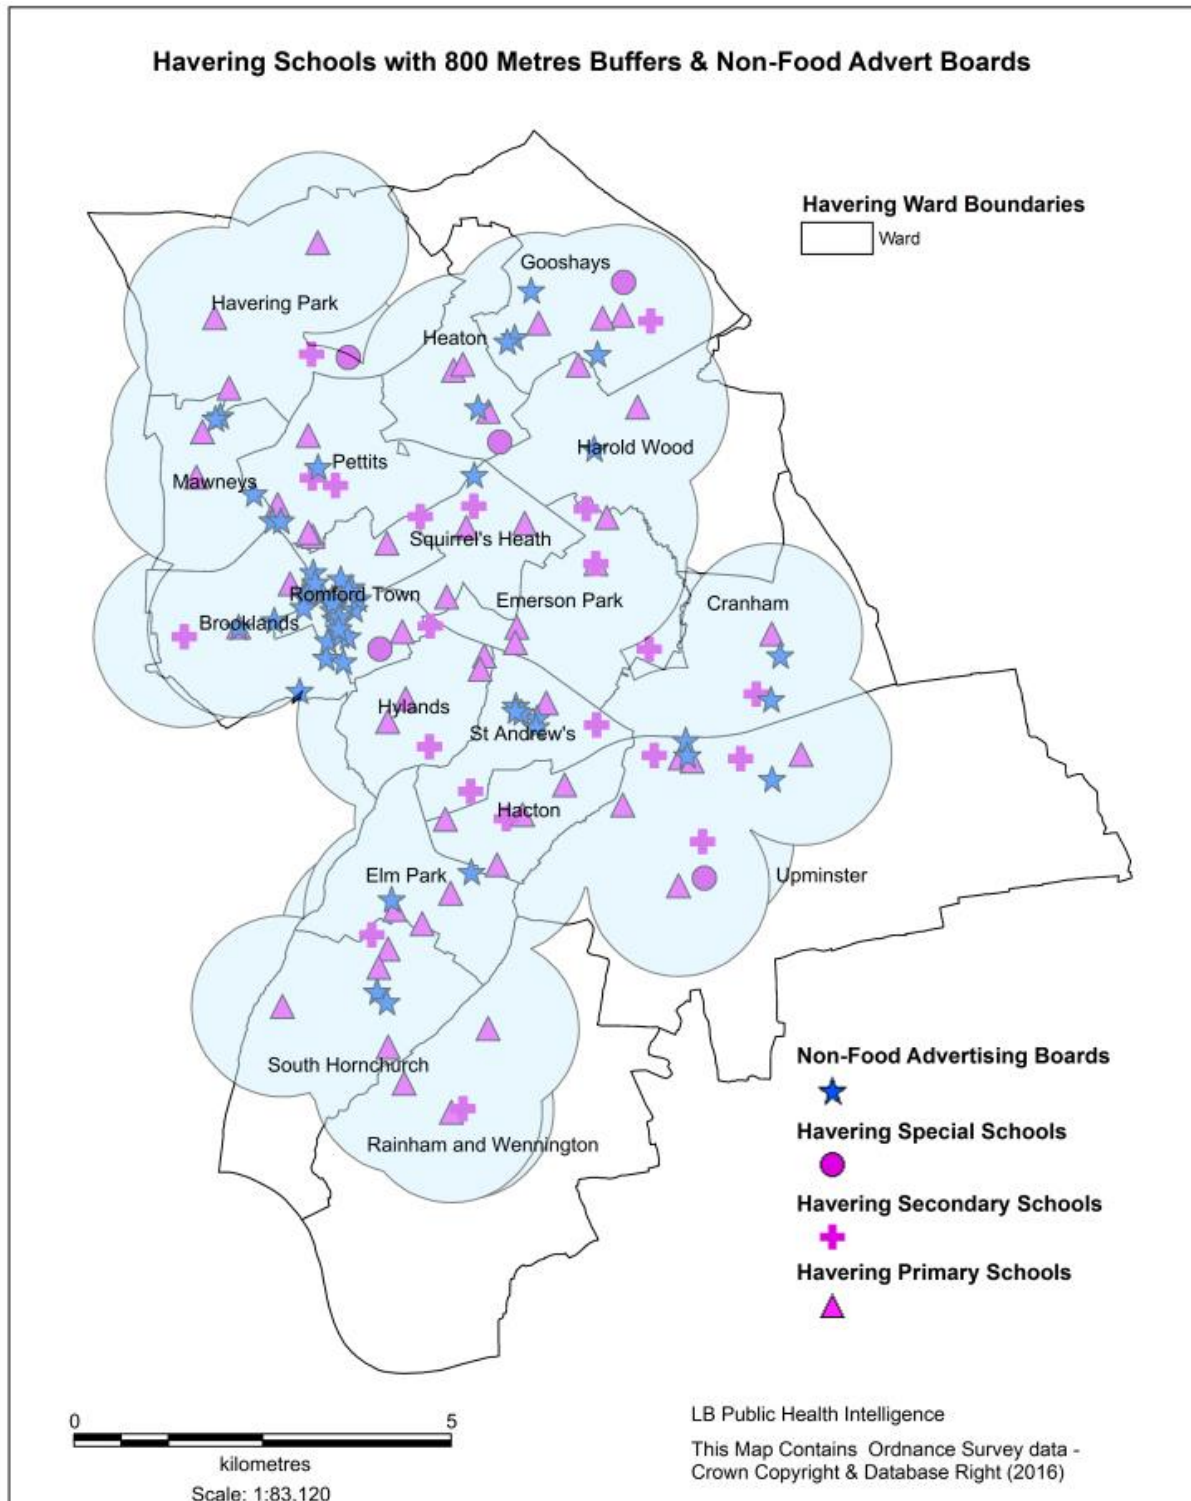 Havering Schools with 800 Metres Buffers & Non-Food Advert Boards
Havering Ward Boundaries
Ward
Gooshays
Havering Park
Heaton
Harold Wood
Pettits
Mawneys
Squirrel's Heath
Romford Town
Emerson Park
Cranham
Brooklands
Hylands
St Andrew's
Hacton
Elm Park
Upminster
South Hornchurch
Rainham and Wennington
Non-Food Advertising Boards
Havering Special Schools
Havering Secondary Schools
Havering Primary Schools
0 5
kilometres
Scale: 1:83,120
LB Public Health Intelligence
This Map Contains Ordnance Survey data -
Crown Copyright & Database Right (2016)